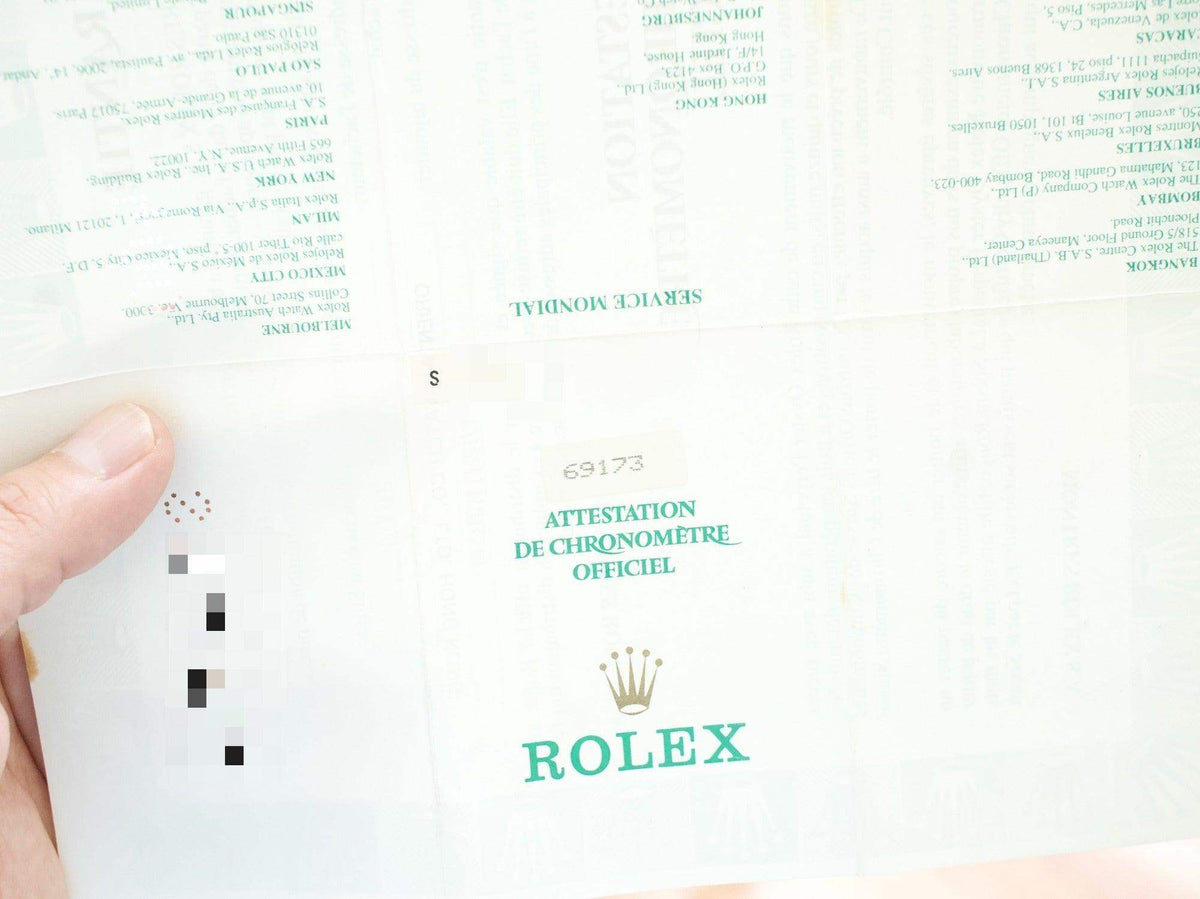 SERVICE MONDIAL
BANGKOK
The Rolex Centre, S.A.B. (Thailand) Ltd.,
518/5 Ground Floor, Maneeya Center,
Ploenchit Road.
BOMBAY
The Rolex Watch Company (P) Ltd.,
123, Mahatma Gandhi Road, Bombay 400-023.
BRUXELLES
Montres Rolex Benelux S.A.,
250, avenue Louise, Bt 101, 1050 Bruxelles.
BUENOS AIRES
Relojes Rolex Argentina S.A.I.,
Suipacha 1111, piso 24, 1368 Buenos Aires.
CARACAS
Rolex de Venezuela, C.A.,
Torre Las Mercedes, Piso 5,
HONG KONG
Rolex (Hong Kong) Ltd.,
G.P.O. Box 4123,
14/F, Jardine House,
Hong Kong.
JOHANNESBURG
MELBOURNE
Rolex Watch Australia Pty. Ltd.,
Collins Street 70, Melbourne Vic. 3000.
MEXICO CITY
Relojes Rolex de México S.A.,
calle Rio Tiber 100-5.° piso, Mexico City 5, D.F.
MILAN
Rolex Italia S.p.A., Via 1, 20121 Milano.
NEW YORK
Rolex Watch U.S.A. Inc., Rolex Building,
665 Fifth Avenue, N.Y. 10022.
PARIS
S.A. Française des Montres Rolex,
10, avenue de la Grande-Armée, 75017 Paris.
SÃO PAULO
Relógios Rolex Ltda., av. Paulista, 2006, 14°. Andar
01310 São Paulo.
SINGAPOUR
S
69173
ATTESTATION
DE CHRONOMÈTRE
OFFICIEL
ROLEX